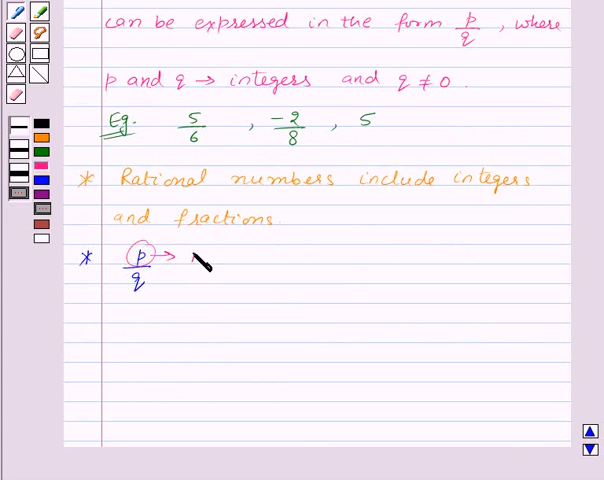 can be expressed in the form p/q , where
p and q → integers and q ≠ 0 .
Eg. 5/6 , -2/8 , 5
* Rational numbers include integers
and fractions.
* p/q →